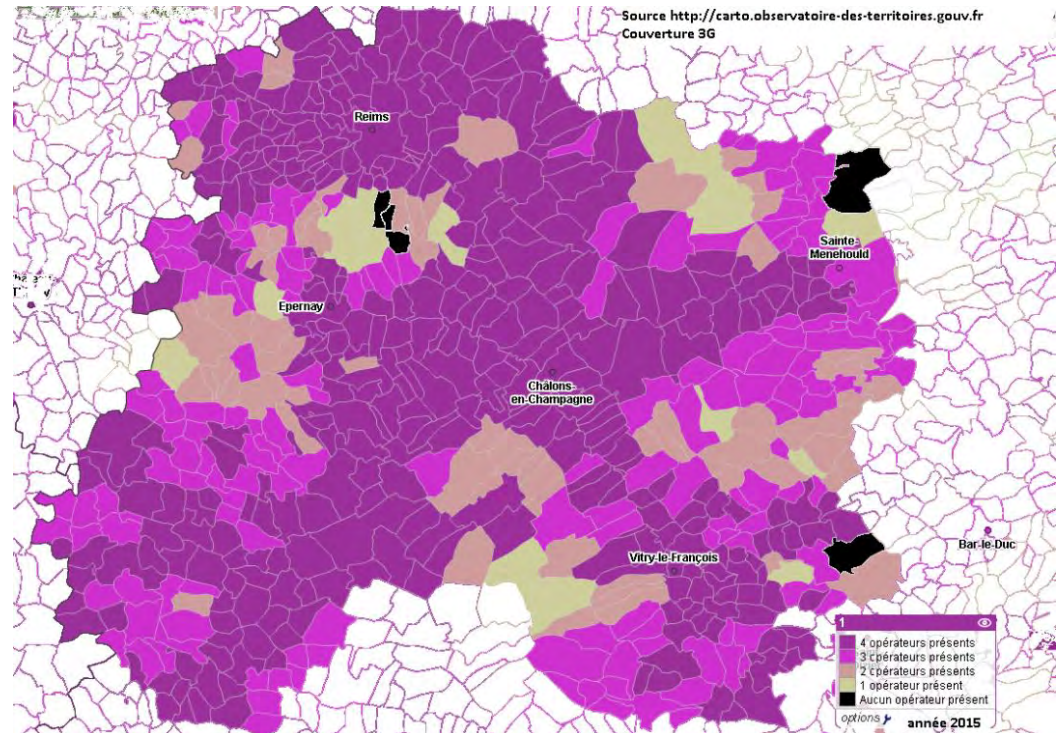 Source http://carto.observatoire-des-territoires.gouv.fr
Couverture 3G
Reims
Sainte-
Menehould
Epernay
Châlons-
en-Champagne
Vitry-le-François
Bar-le-Duc
1
4 opérateurs présents
3 opérateurs présents
2 opérateurs présents
1 opérateur présent
Aucun opérateur présent
options
année 2015